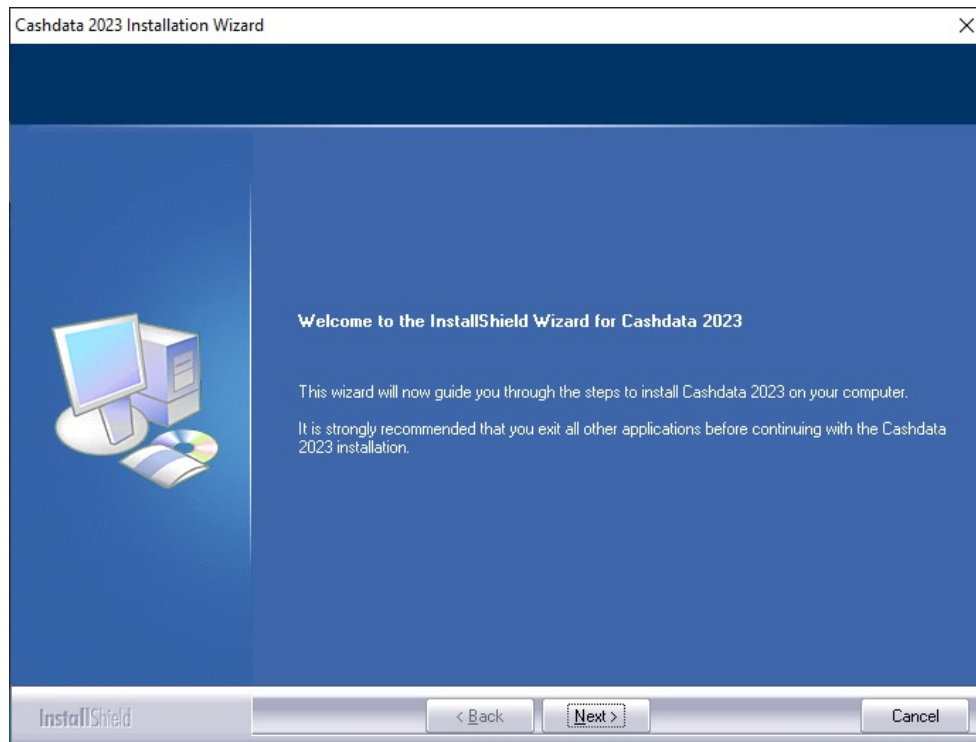 Cashdata 2023 Installation Wizard
Welcome to the InstallShield Wizard for Cashdata 2023
This wizard will now guide you through the steps to install Cashdata 2023 on your computer.
It is strongly recommended that you exit all other applications before continuing with the Cashdata
2023 installation.
InstallShield
< Back
Next >
Cancel